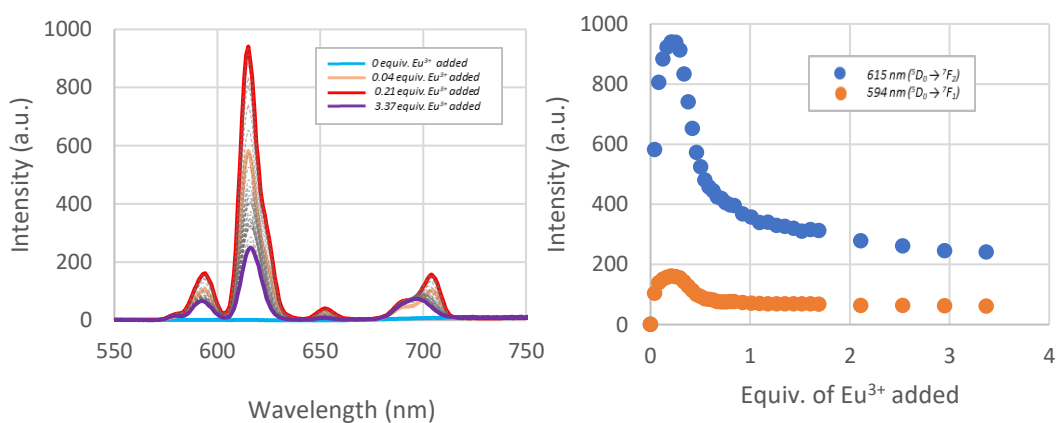 1000
800
600
400
200
0
550
600
650
700
750
Intensity (a.u.)
Wavelength (nm)
0 equiv. Eu³⁺ added
0.04 equiv. Eu³⁺ added
0.21 equiv. Eu³⁺ added
3.37 equiv. Eu³⁺ added
1000
800
600
400
200
0
0
1
2
3
4
Intensity (a.u.)
Equiv. of Eu³⁺ added
615 nm (⁵D₀ → ⁷F₂)
594 nm (⁵D₀ → ⁷F₁)